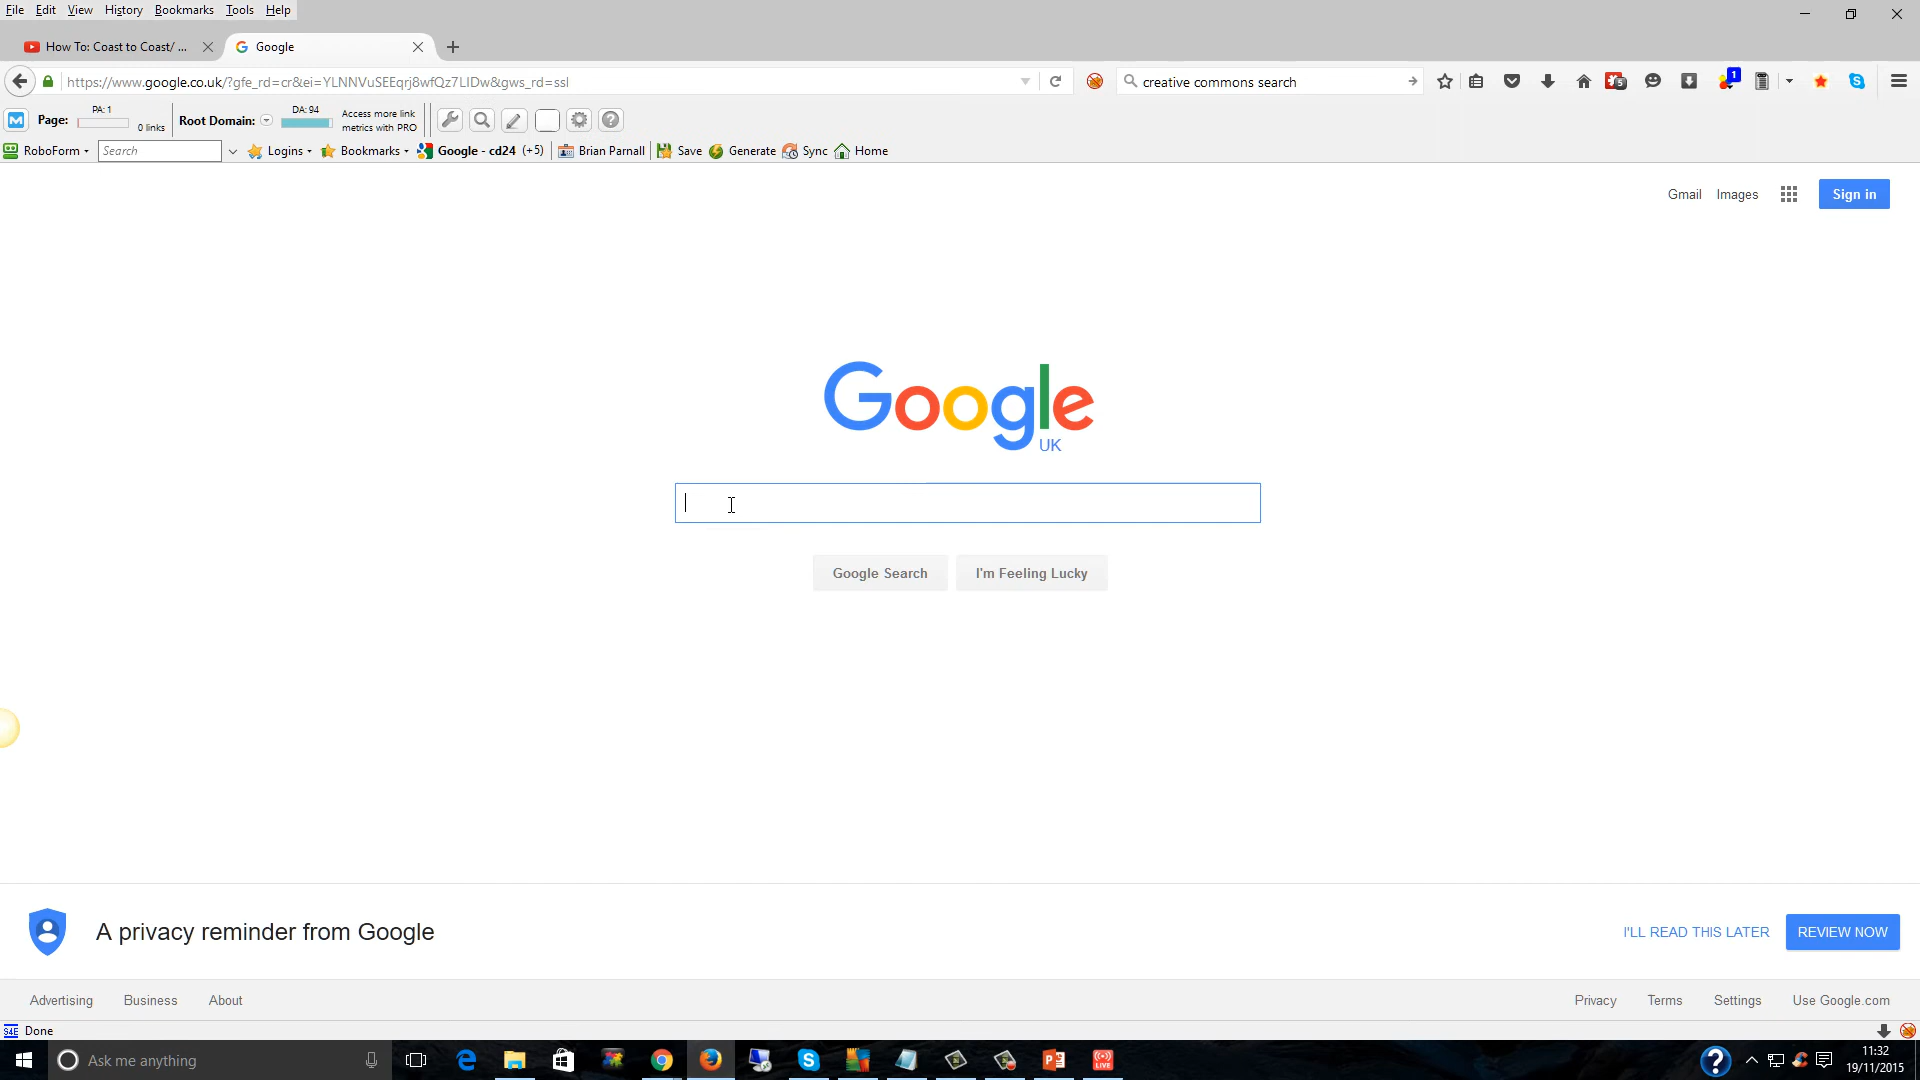 File Edit View History Bookmarks Tools Help
How To: Coast to Coast/ ...
Google
https://www.google.co.uk/?gfe_rd=cr&ei=YLNNVuSEEqrj8wfQz7LIDw&gws_rd=ssl
creative commons search
5
1
Page:
PA: 1
0 links
Root Domain:
DA: 94
Access more link
metrics with PRO
RoboForm
Search
Logins
Bookmarks
Google - cd24 (+5)
Brian Parnall
Save
Generate
Sync
Home
Gmail Images
Sign in
Google
UK
Google Search
I'm Feeling Lucky
A privacy reminder from Google
I'LL READ THIS LATER
REVIEW NOW
Advertising Business About
Privacy Terms Settings Use Google.com
S4E Done
Ask me anything
LIVE
11:32
19/11/2015